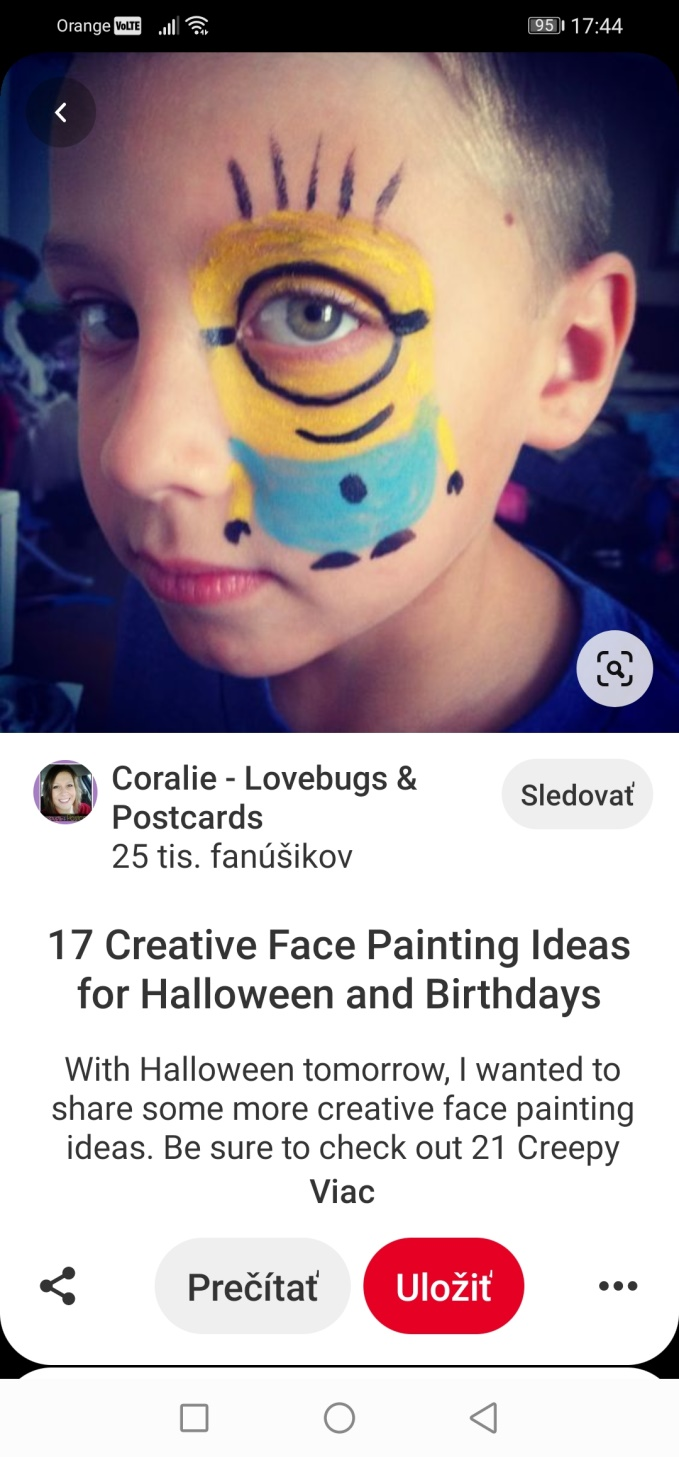 Orange VoLTE 95 17:44
Coralie - Lovebugs &
Postcards
25 tis. fanúšikov
Sledovať
17 Creative Face Painting Ideas
for Halloween and Birthdays
With Halloween tomorrow, I wanted to
share some more creative face painting
ideas. Be sure to check out 21 Creepy
Viac
Prečítať
Uložiť